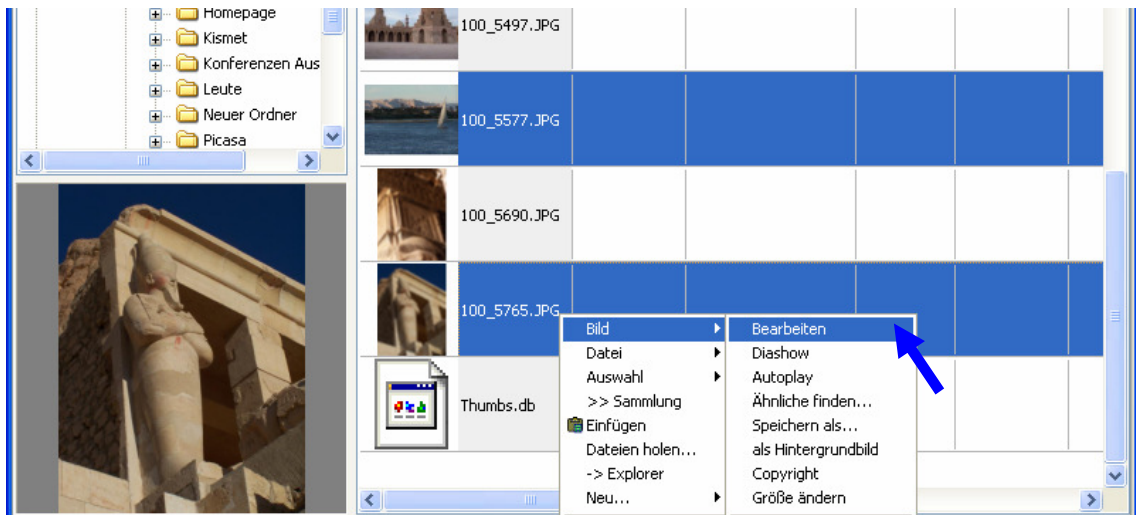 Homepage
Kismet
Konferenzen Aus
Leute
Neuer Ordner
Picasa
100_5497.JPG
100_5577.JPG
100_5690.JPG
100_5765.JPG
Thumbs.db
Bild
Datei
Auswahl
>> Sammlung
Einfügen
Dateien holen...
-> Explorer
Neu...
Bearbeiten
Diashow
Autoplay
Ähnliche finden...
Speichern als...
als Hintergrundbild
Copyright
Größe ändern